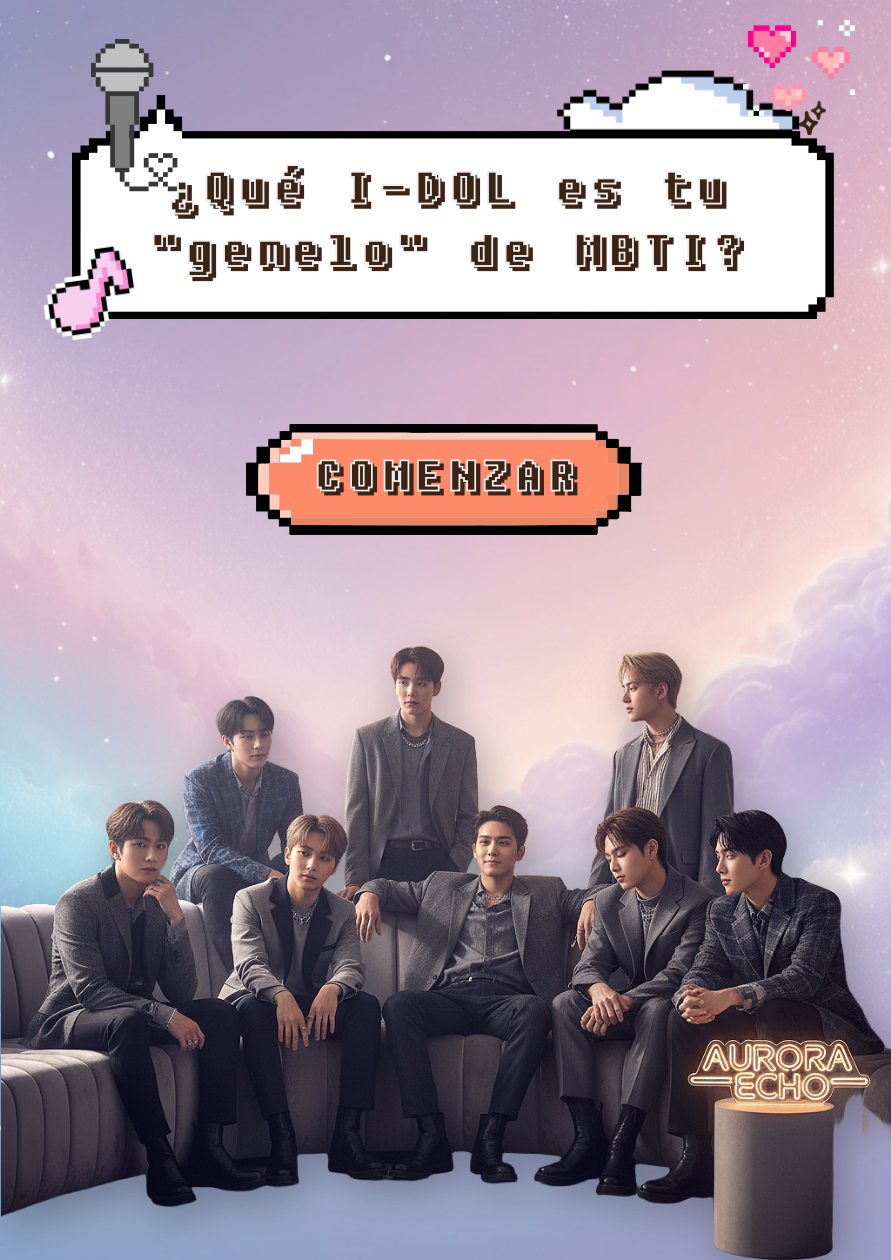 ¿Qué I-DOL es tu
"gemelo" de MBTI?
COMENZAR
AURORA
ECHO